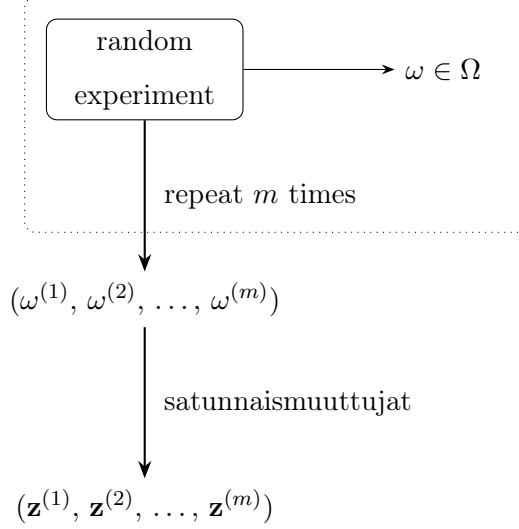 random
experiment
ω ∈ Ω
repeat m times
(ω^(1), ω^(2), …, ω^(m))
satunnaismuuttujat
(𝐳^(1), 𝐳^(2), …, 𝐳^(m))